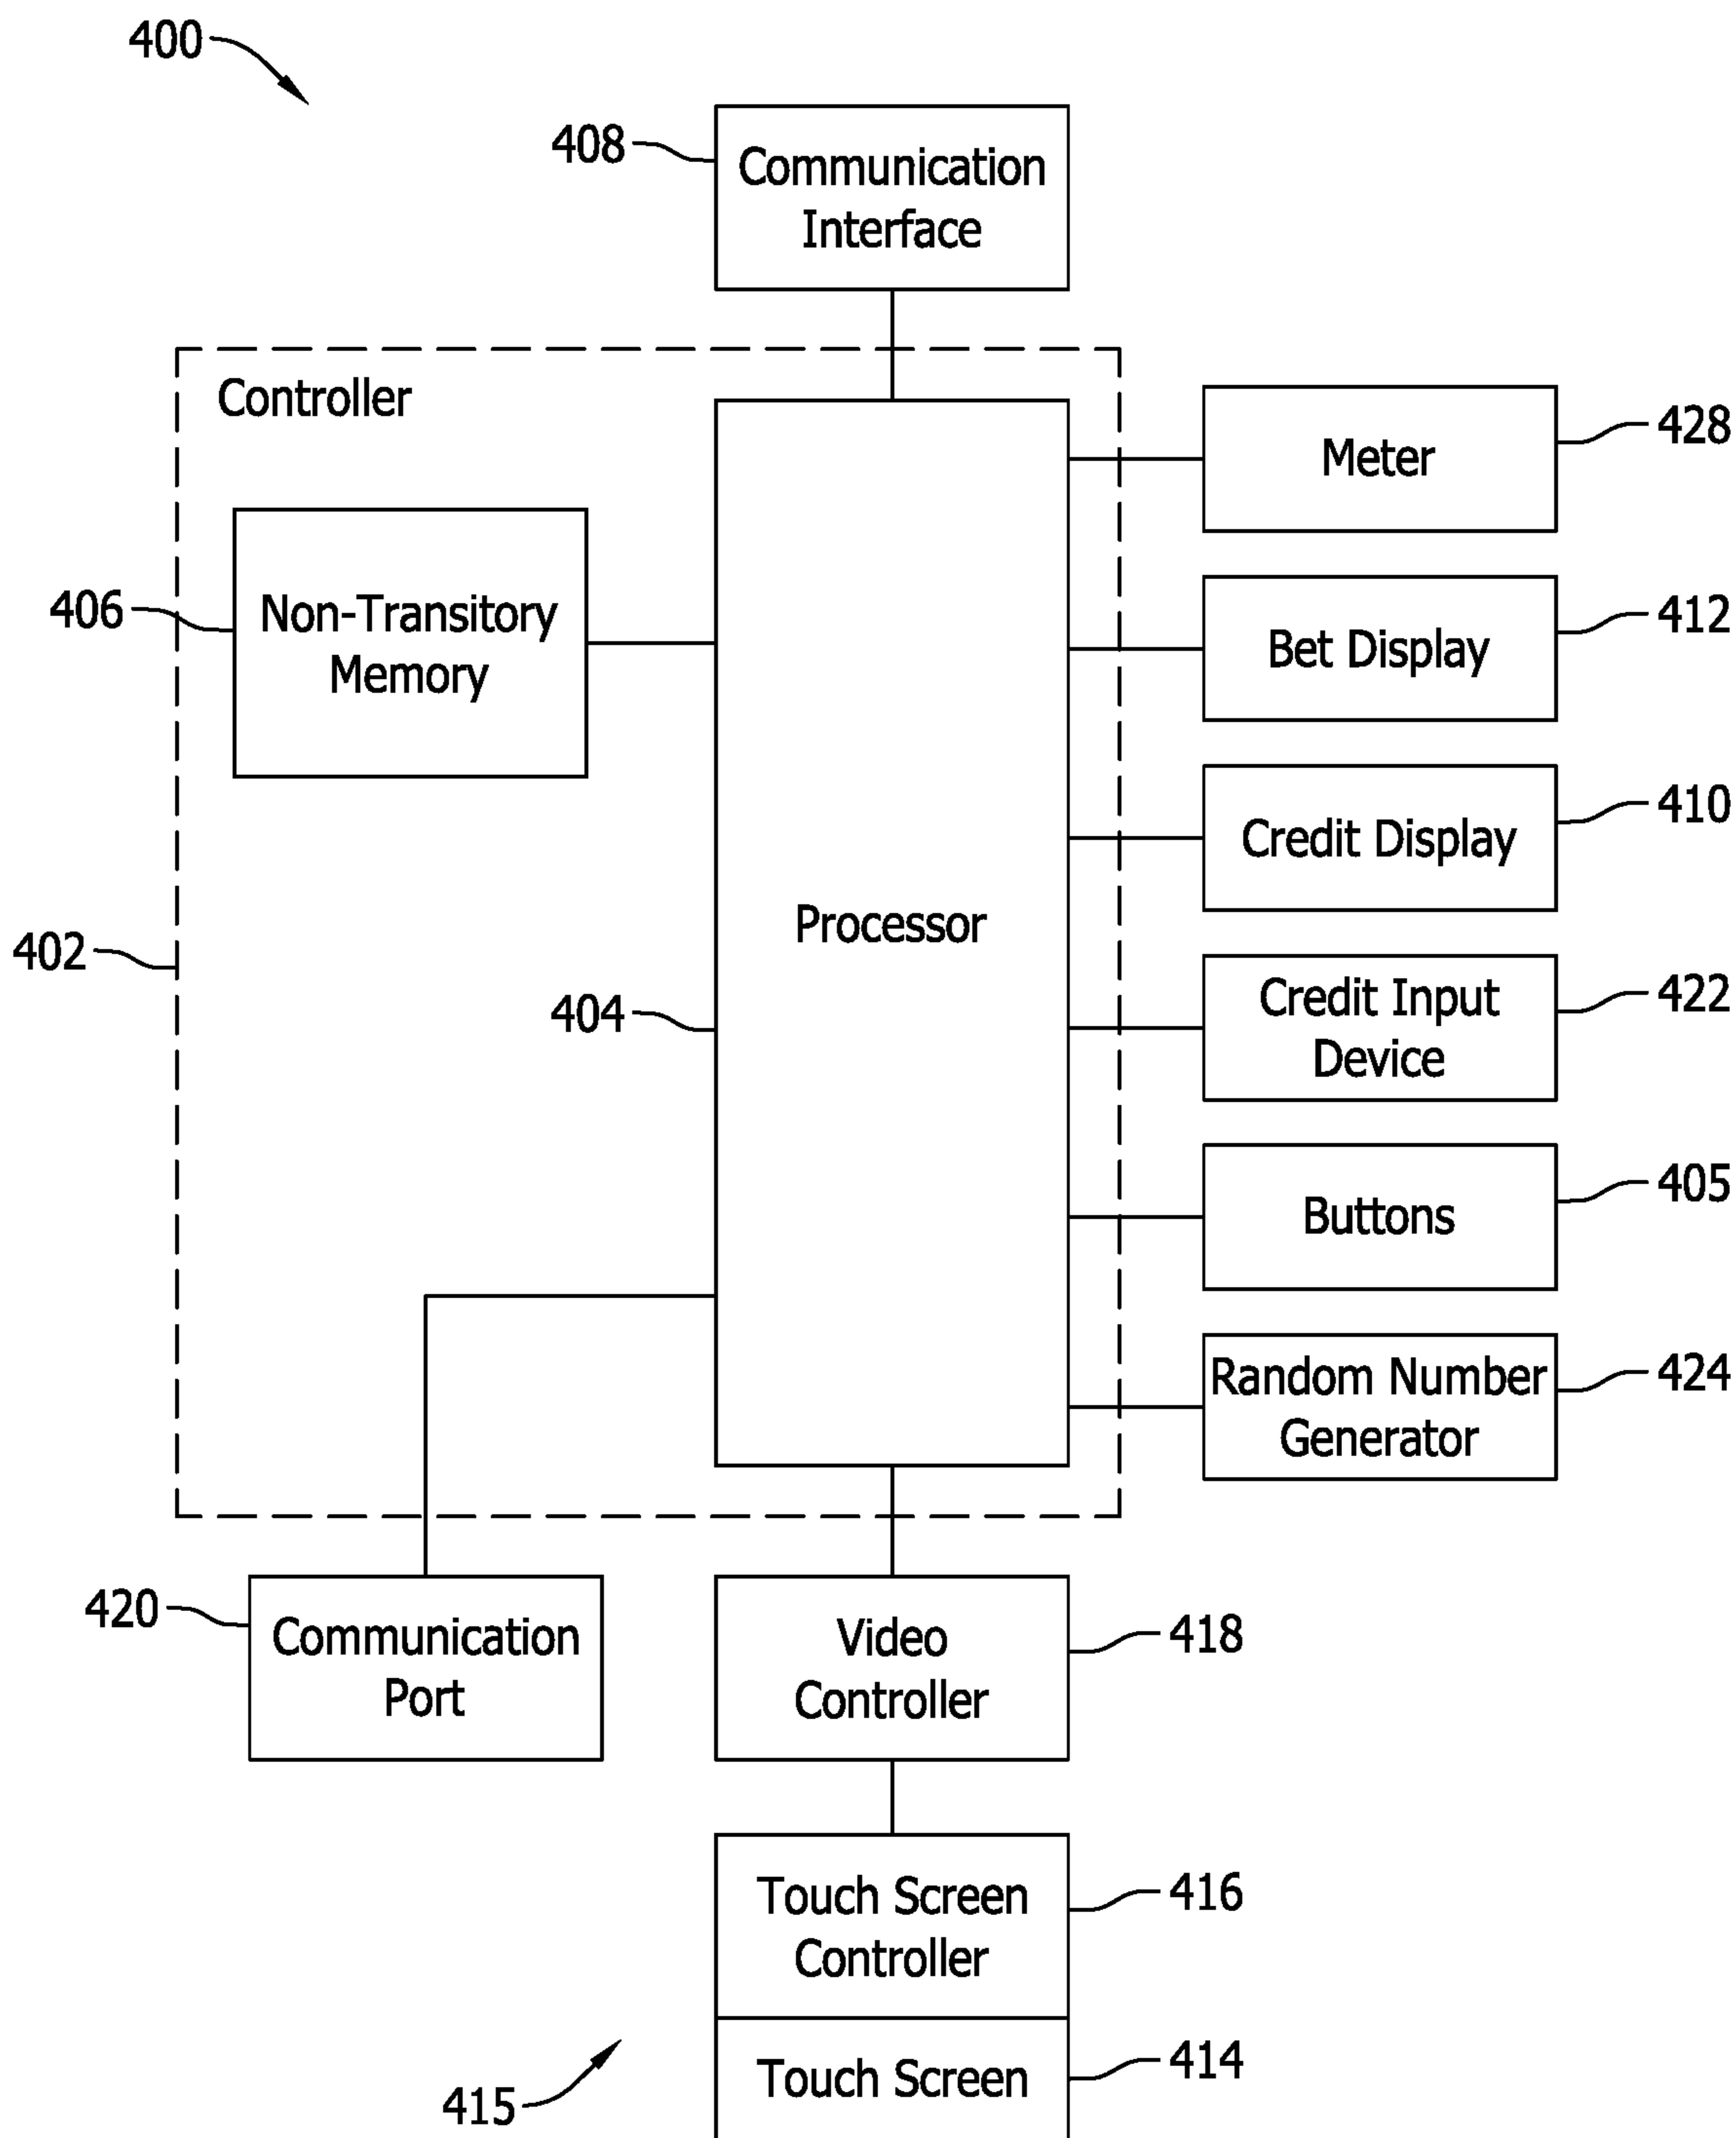 400
408
Communication
Interface
Controller
Meter
428
406
Non-Transitory
Memory
Bet Display
412
Credit Display
410
Processor
402
404
Credit Input
Device
422
Buttons
405
Random Number
Generator
424
420
Communication
Port
Video
Controller
418
Touch Screen
Controller
416
Touch Screen
414
415